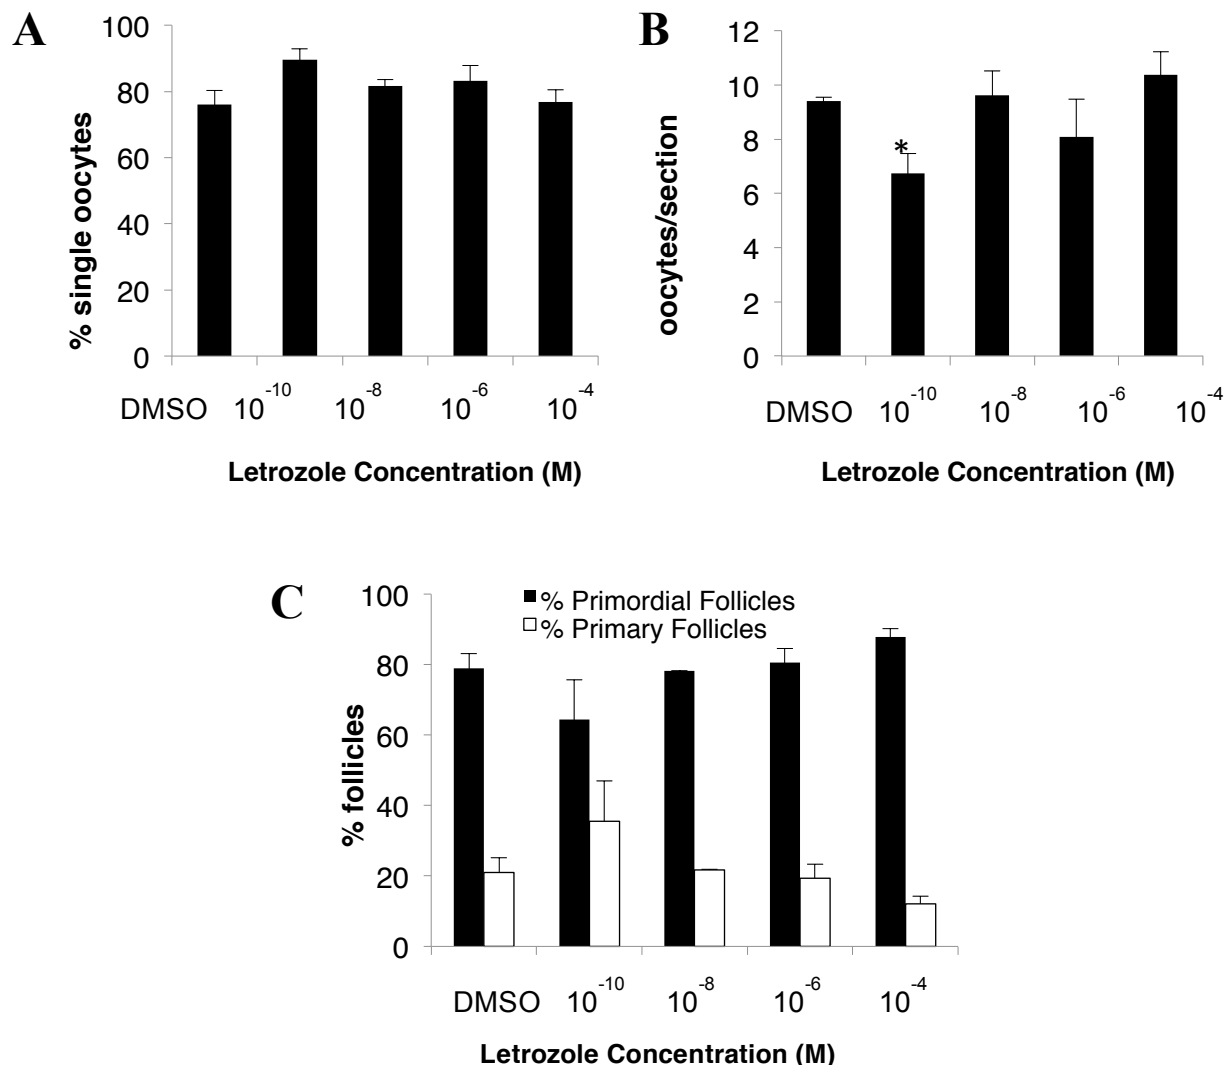 A
100
80
60
40
20
0
% single oocytes
DMSO 10-10 10-8 10-6 10-4
Letrozole Concentration (M)
B
12
10
8
6
4
2
0
oocytes/section
*
DMSO 10-10 10-8 10-6 10-4
Letrozole Concentration (M)
C
100
80
60
40
20
0
% follicles
% Primordial Follicles
% Primary Follicles
DMSO 10-10 10-8 10-6 10-4
Letrozole Concentration (M)